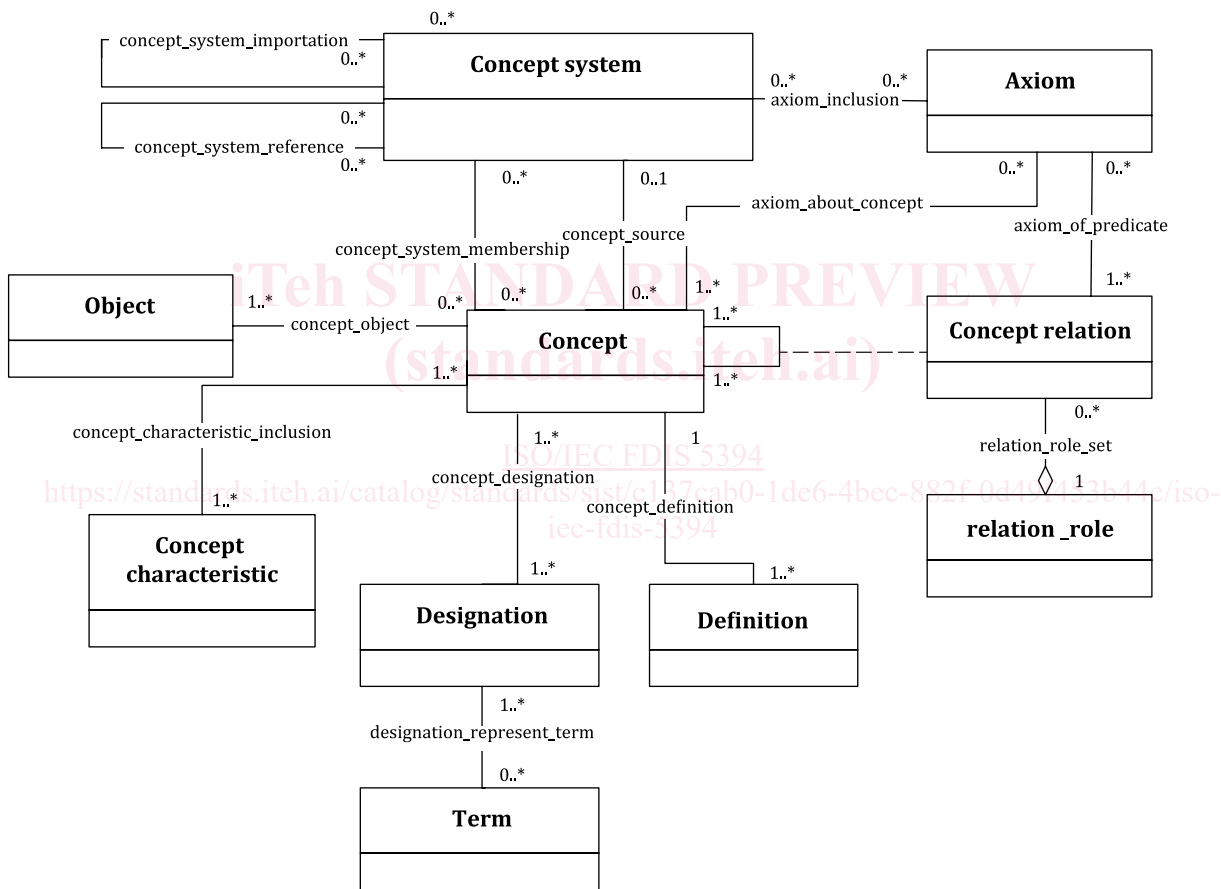 0..*
concept_system_importation
0..*
Concept system
0..*
0..*
axiom_inclusion
Axiom
0..*
concept_system_reference
0..*
0..*
0..1
0..*
0..*
axiom_about_concept
axiom_of_predicate
concept_source
concept_system_membership
iTeh STANDARD PREVIEW
(standards.iteh.ai)
Object
1..*
concept_object
0..*
0..*
0..*
1..*
1..*
1..*
Concept
Concept relation
1..*
1..*
0..*
concept_characteristic_inclusion
1..*
1
relation_role_set
ISO/IEC FDIS 5394
concept_designation
1
https://standards.iteh.ai/catalog/standards/sist/c137cab0-1de6-4bec-882f-0d49f433b44c/iso-
iec-fdis-5394
1..*
concept_definition
relation _role
Concept
characteristic
1..*
1..*
Designation
Definition
1..*
designation_represent_term
0..*
Term